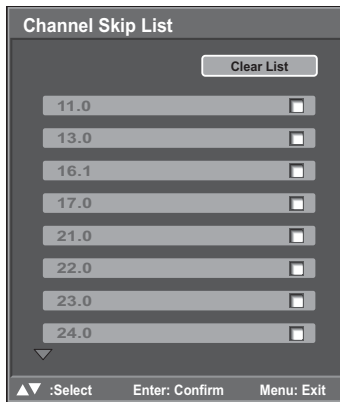 Channel Skip List
Clear List
11.0
13.0
16.1
17.0
21.0
22.0
23.0
24.0
▲▼ :Select Enter: Confirm Menu: Exit